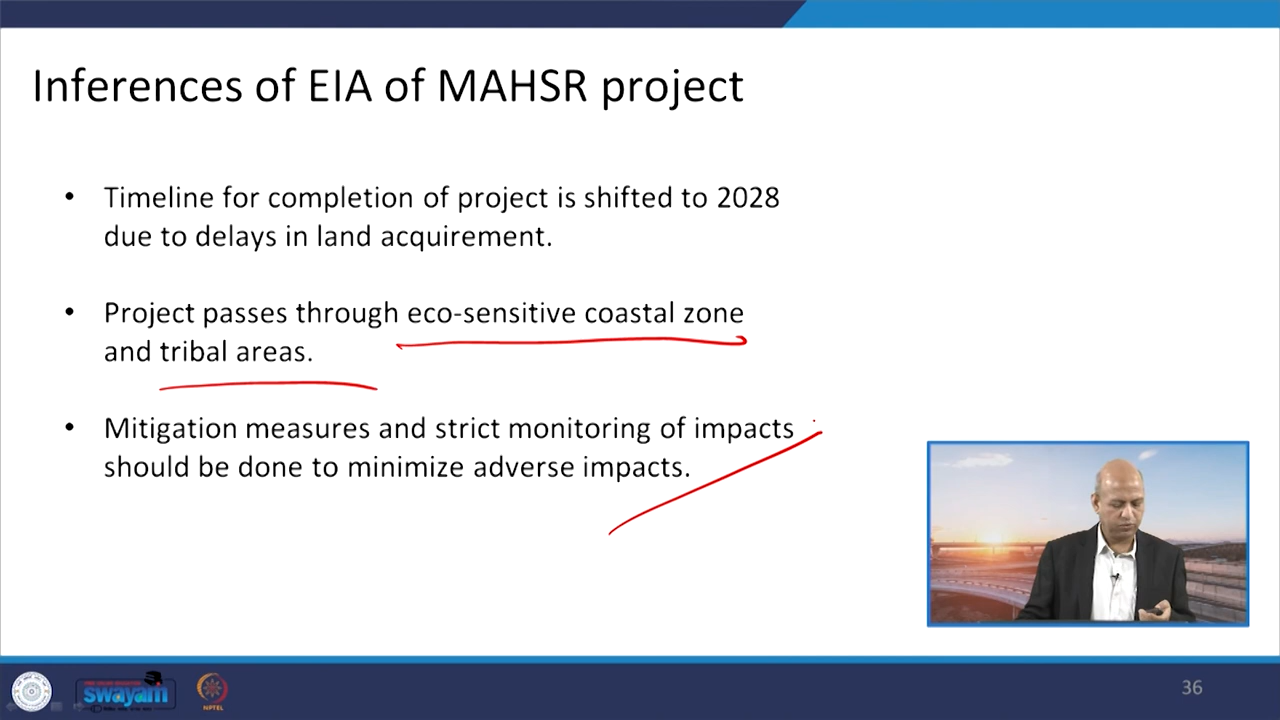 Inferences of EIA of MAHSR project
• Timeline for completion of project is shifted to 2028
due to delays in land acquirement.
• Project passes through eco-sensitive coastal zone
and tribal areas.
• Mitigation measures and strict monitoring of impacts
should be done to minimize adverse impacts.
swayam
NPTEL
36